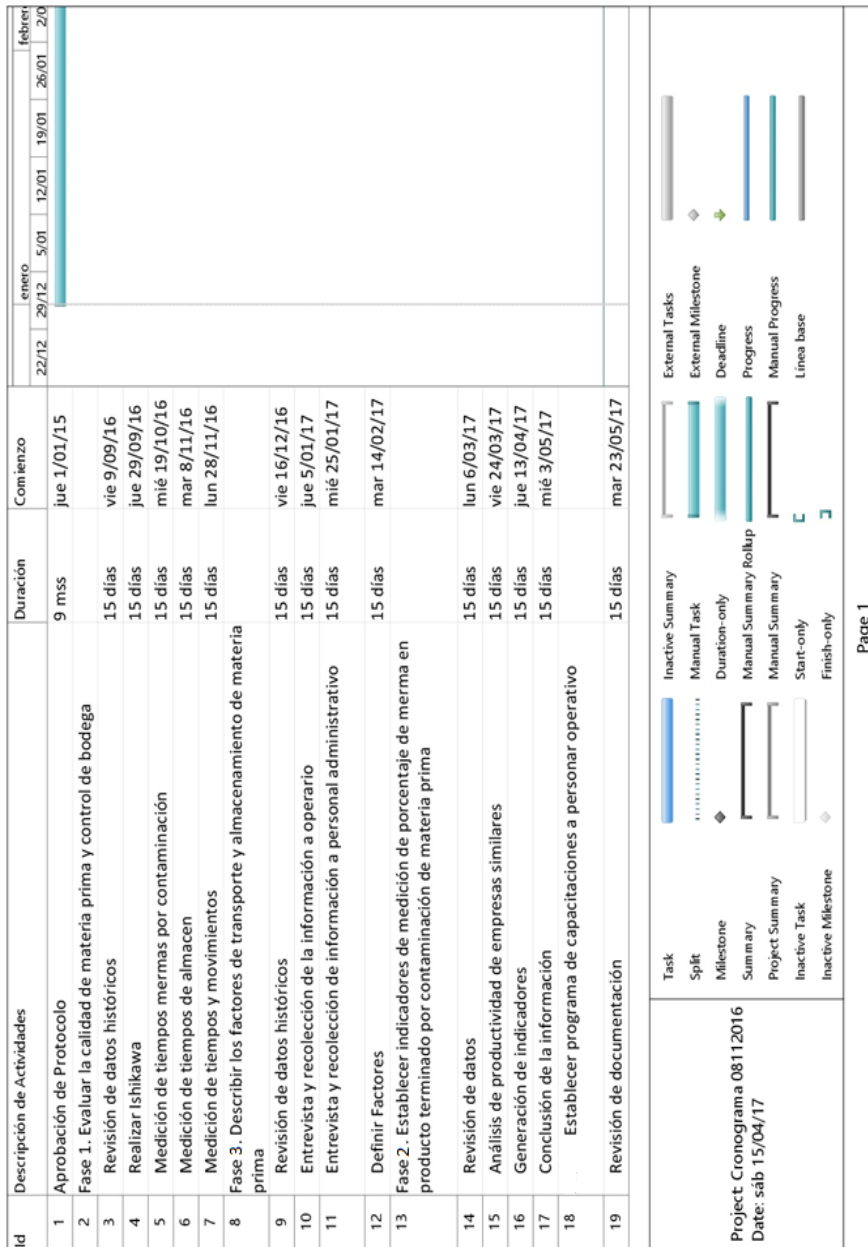 Id Descripción de Actividades Duración Comienzo
enero febrero
22/12 29/12 5/01 12/01 19/01 26/01 2/0
1 Aprobación de Protocolo 9 mss jue 1/01/15
2 Fase 1. Evaluar la calidad de materia prima y control de bodega
3 Revisión de datos históricos 15 días vie 9/09/16
4 Realizar Ishikawa 15 días jue 29/09/16
5 Medición de tiempos mermas por contaminación 15 días mié 19/10/16
6 Medición de tiempos de almacen 15 días mar 8/11/16
7 Medición de tiempos y movimientos 15 días lun 28/11/16
8 Fase 3. Describir los factores de transporte y almacenamiento de materia
prima
9 Revisión de datos históricos 15 días vie 16/12/16
10 Entrevista y recolección de la información a operario 15 días jue 5/01/17
11 Entrevista y recolección de información a personal administrativo 15 días mié 25/01/17
12 Definir Factores 15 días mar 14/02/17
13 Fase 2. Establecer indicadores de medición de porcentaje de merma en
producto terminado por contaminación de materia prima
14 Revisión de datos 15 días lun 6/03/17
15 Análisis de productividad de empresas similares 15 días vie 24/03/17
16 Generación de indicadores 15 días jue 13/04/17
17 Conclusión de la información 15 días mié 3/05/17
18 Establecer programa de capacitaciones a personar operativo
19 Revisión de documentación 15 días mar 23/05/17
Project Cronograma 08112016
Date: sáb 15/04/17
Task
Split
Milestone
Summary
Project Summary
Inactive Task
Inactive Milestone
Inactive Summary
Manual Task
Duration-only
Manual Summary Rollup
Manual Summary
Start-only
Finish-only
External Tasks
External Milestone
Deadline
Progress
Manual Progress
Línea base
Page 1